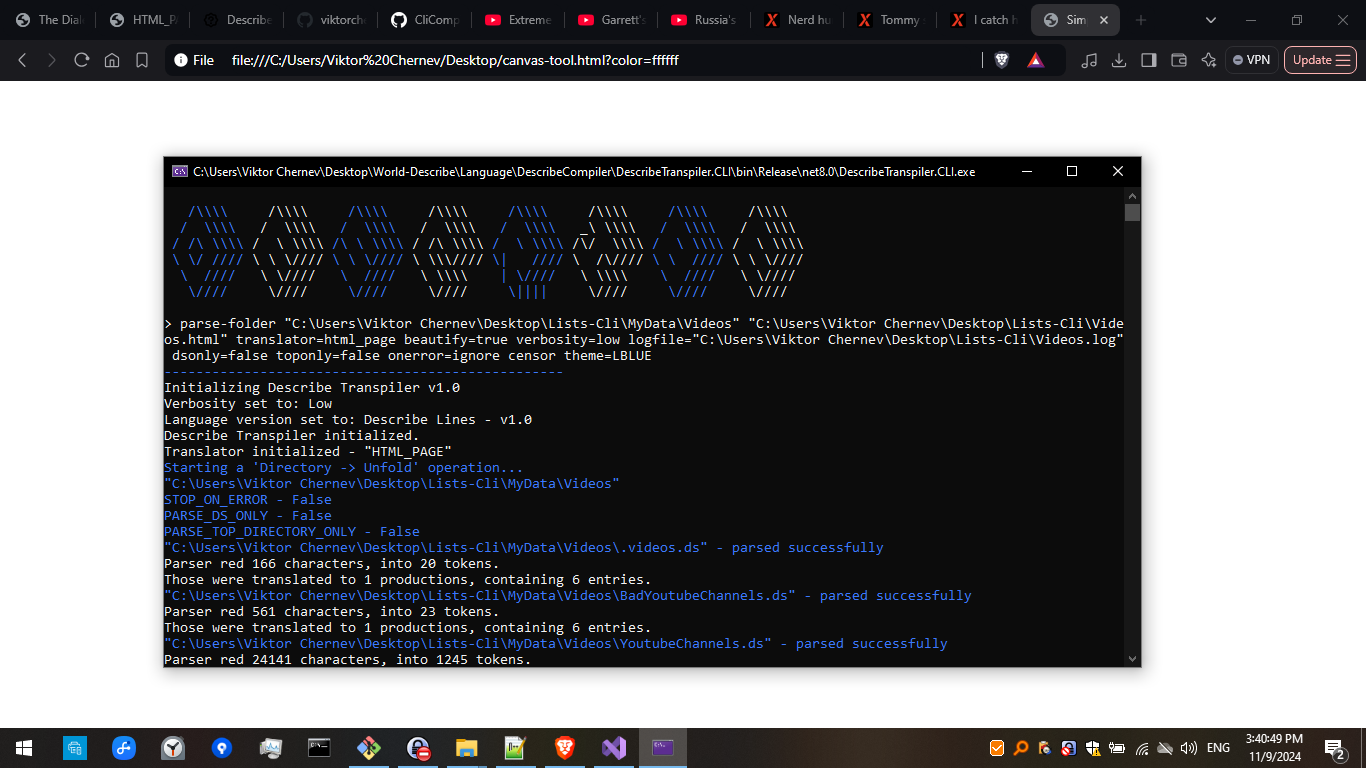 The Dial
HTML_P
Describe
viktorch
CliComp
Extreme
Garrett's
Russia's
Nerd hu
Tommy
I catch h
Sim
File file:///C:/Users/Viktor%20Chernev/Desktop/canvas-tool.html?color=ffffff
VPN
Update
C:\Users\Viktor Chernev\Desktop\World-Describe\Language\DescribeCompiler\DescribeTranspiler.CLI\bin\Release\net8.0\DescribeTranspiler.CLI.exe
> parse-folder "C:\Users\Viktor Chernev\Desktop\Lists-Cli\MyData\Videos" "C:\Users\Viktor Chernev\Desktop\Lists-Cli\Vide
os.html" translator=html_page beautify=true verbosity=low logfile="C:\Users\Viktor Chernev\Desktop\Lists-Cli\Videos.log"
dsonly=false toponly=false onerror=ignore censor theme=LBLUE
--------------------------------------------------
Initializing Describe Transpiler v1.0
Verbosity set to: Low
Language version set to: Describe Lines - v1.0
Describe Transpiler initialized.
Translator initialized - "HTML_PAGE"
Starting a 'Directory -> Unfold' operation...
"C:\Users\Viktor Chernev\Desktop\Lists-Cli\MyData\Videos"
STOP_ON_ERROR - False
PARSE_DS_ONLY - False
PARSE_TOP_DIRECTORY_ONLY - False
"C:\Users\Viktor Chernev\Desktop\Lists-Cli\MyData\Videos\.videos.ds" - parsed successfully
Parser red 166 characters, into 20 tokens.
Those were translated to 1 productions, containing 6 entries.
"C:\Users\Viktor Chernev\Desktop\Lists-Cli\MyData\Videos\BadYoutubeChannels.ds" - parsed successfully
Parser red 561 characters, into 23 tokens.
Those were translated to 1 productions, containing 6 entries.
"C:\Users\Viktor Chernev\Desktop\Lists-Cli\MyData\Videos\YoutubeChannels.ds" - parsed successfully
Parser red 24141 characters, into 1245 tokens.
ENG
3:40:49 PM
11/9/2024
2